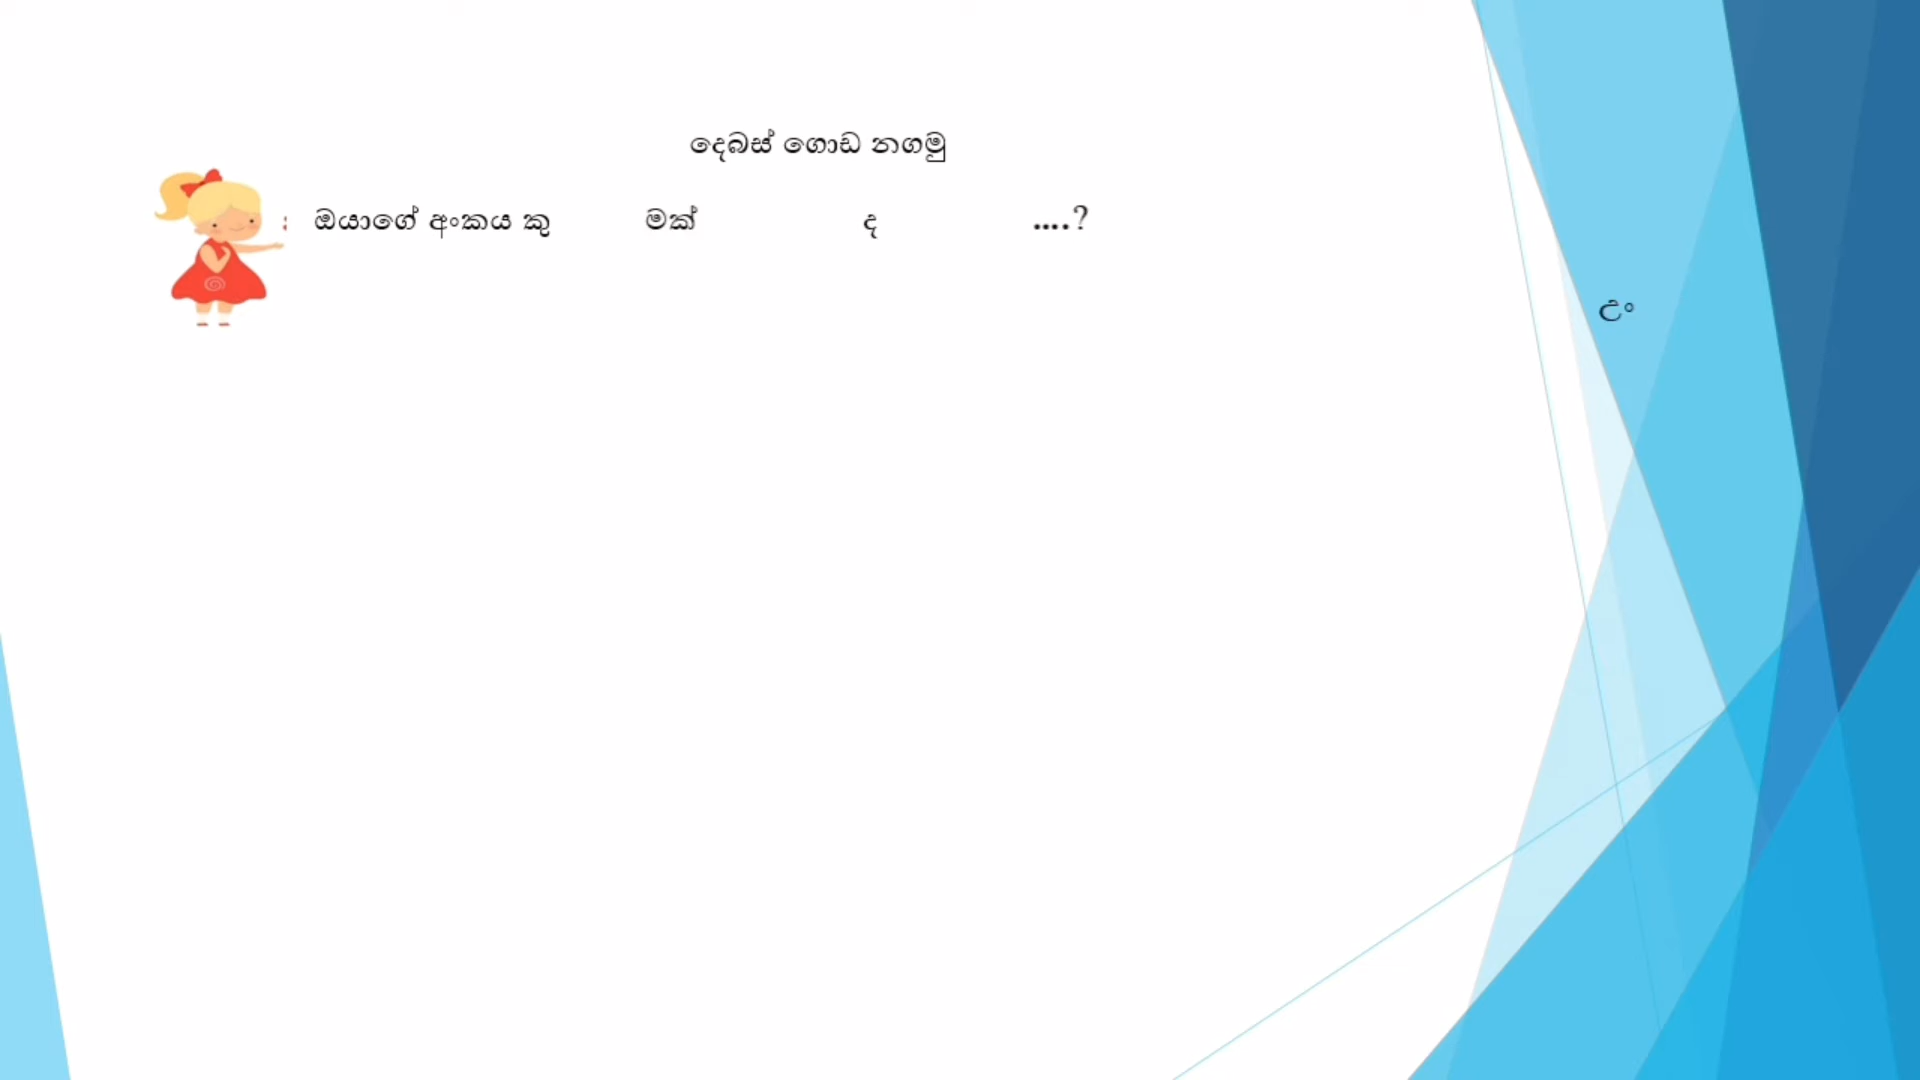 දෙබස් ගොඩ නගමු
: ඔයාගේ අංකය කු මක් ද ....?
උං